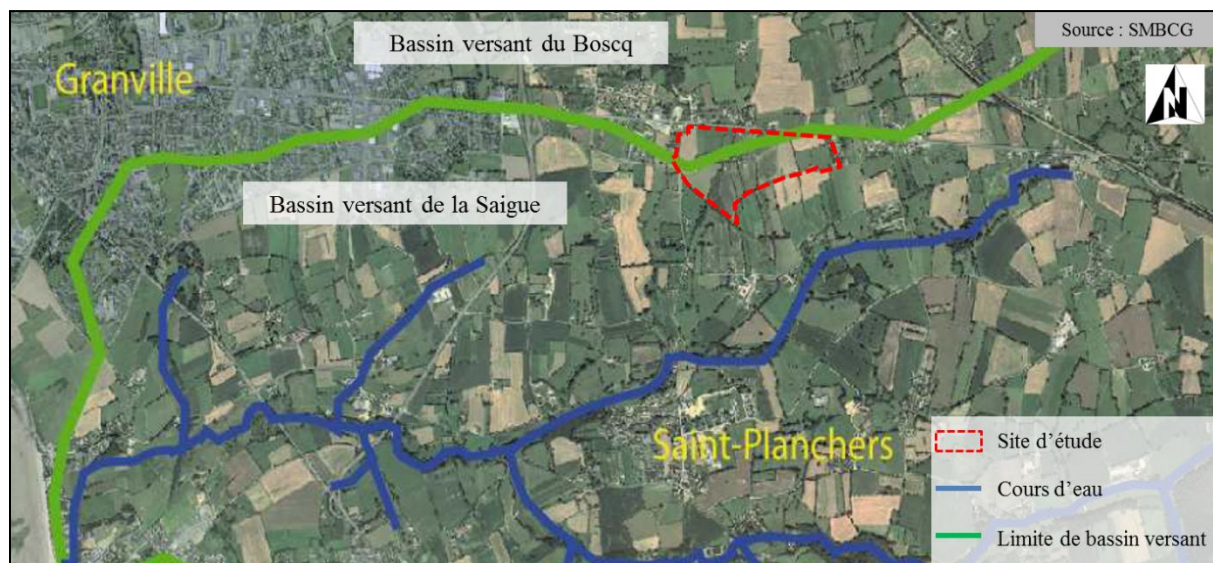 Bassin versant du Boscq
Source : SMBCG
Granville
N
Bassin versant de la Saigue
Saint-Planchers
Site d'étude
Cours d'eau
Limite de bassin versant